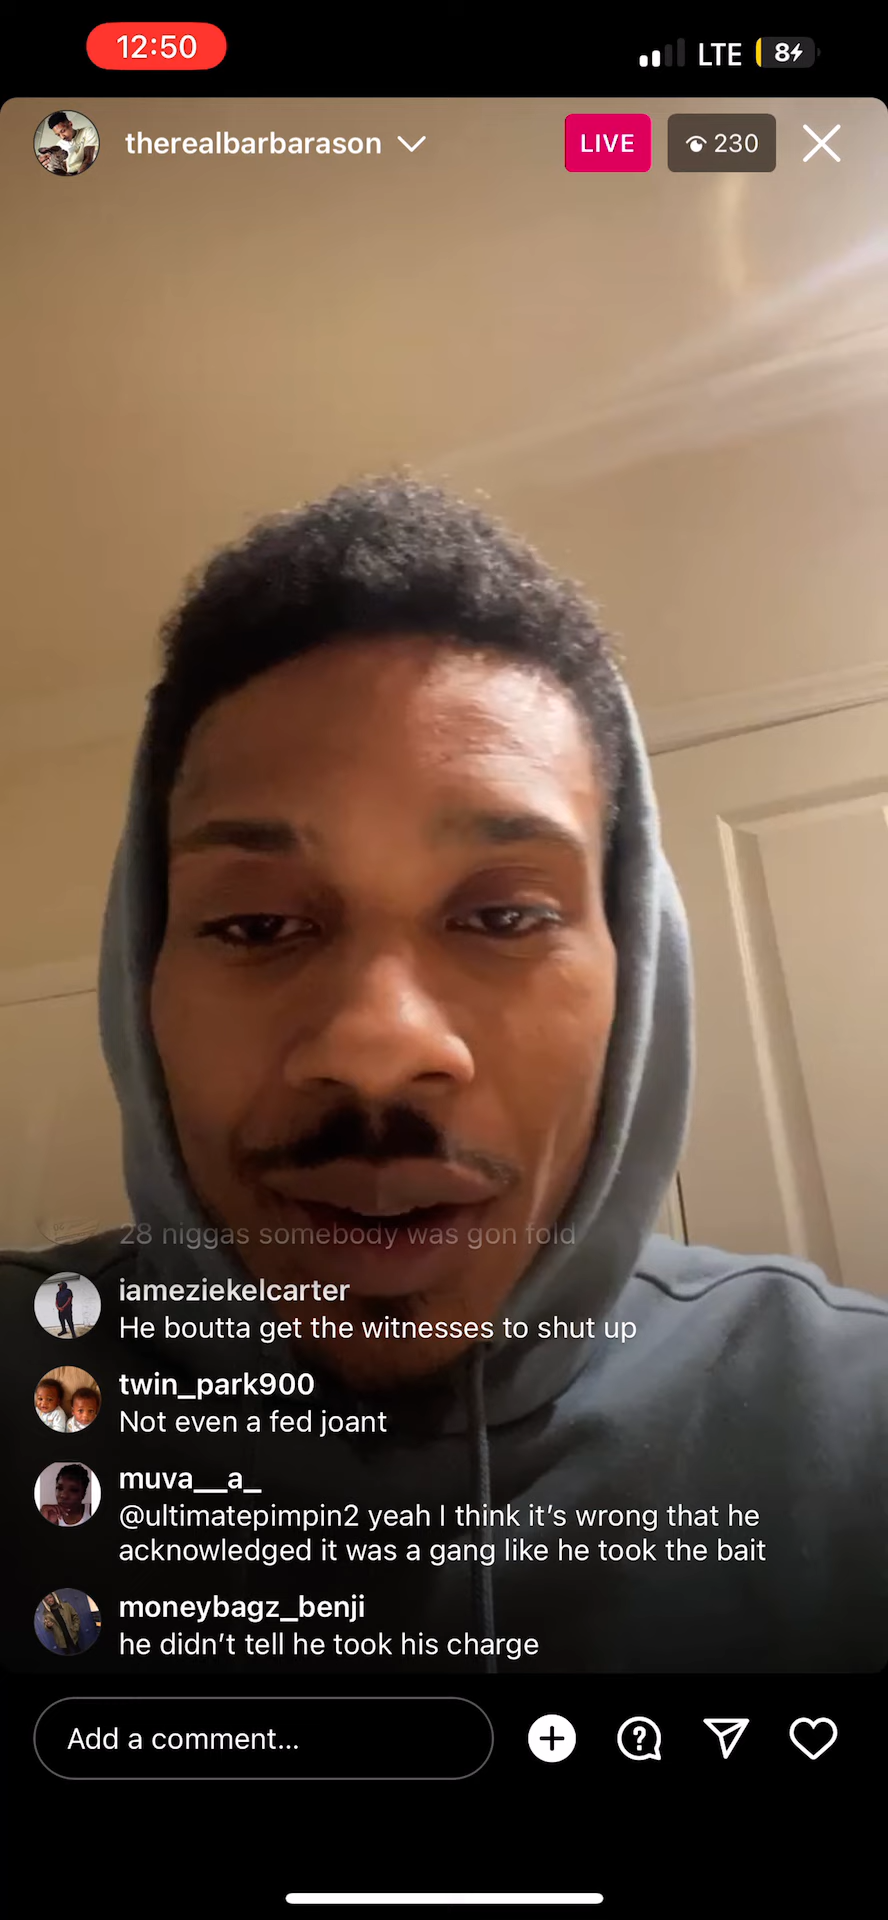 12:50
LTE
8
therealbarbarason
LIVE
230
28 niggas somebody was gon fold
iameziekelcarter
He boutta get the witnesses to shut up
twin_park900
Not even a fed joant
muva__a_
@ultimatepimpin2 yeah I think it's wrong that he
acknowledged it was a gang like he took the bait
moneybagz_benji
he didn't tell he took his charge
Add a comment...